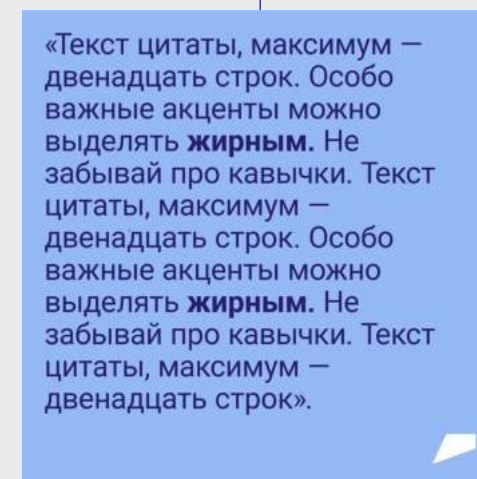 «Текст цитаты, максимум —
двенадцать строк. Особо
важные акценты можно
выделять жирным. Не
забывай про кавычки. Текст
цитаты, максимум —
двенадцать строк. Особо
важные акценты можно
выделять жирным. Не
забывай про кавычки. Текст
цитаты, максимум —
двенадцать строк».